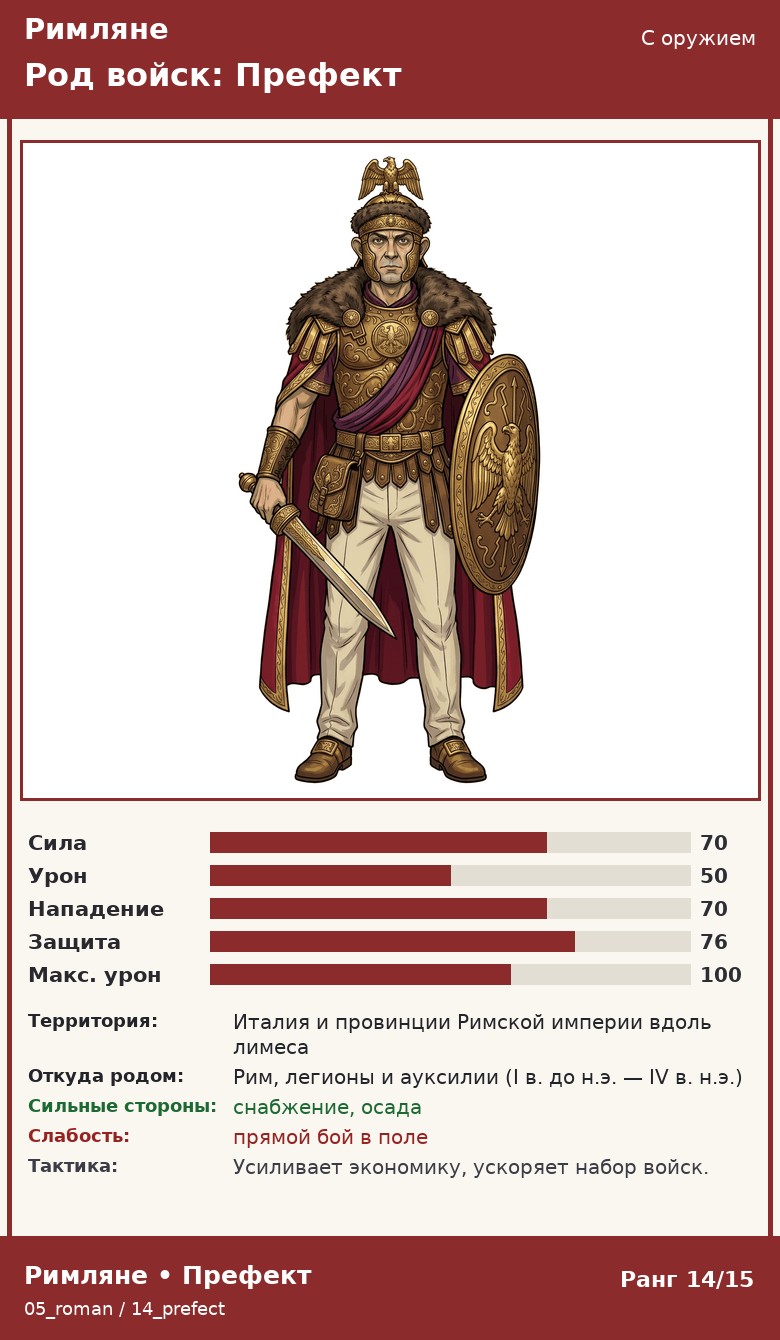 Римляне
С оружием
Род войск: Префект
Сила 70
Урон 50
Нападение 70
Защита 76
Макс. урон 100
Территория: Италия и провинции Римской империи вдоль
лимеса
Откуда родом: Рим, легионы и ауксилии (I в. до н.э. — IV в. н.э.)
Сильные стороны: снабжение, осада
Слабость: прямой бой в поле
Тактика: Усиливает экономику, ускоряет набор войск.
Римляне • Префект
Ранг 14/15
05_roman / 14_prefect